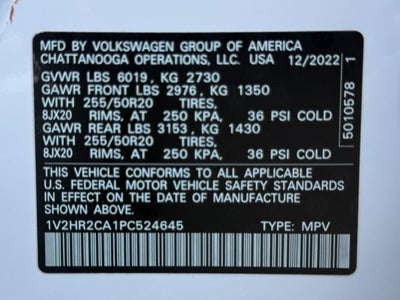 MFD BY VOLKSWAGEN GROUP OF AMERICA
CHATTANOOGA OPERATIONS, LLC. USA 12/2022
GVWR LBS 6019, KG 2730
GAWR FRONT LBS 2976, KG 1350
WITH 255/50R20 TIRES,
8JX20 RIMS, AT 250 KPA, 36 PSI COLD
GAWR REAR LBS 3153, KG 1430
WITH 255/50R20 TIRES,
8JX20 RIMS, AT 250 KPA, 36 PSI COLD
THIS VEHICLE CONFORMS TO ALL APPLICABLE
U.S. FEDERAL MOTOR VEHICLE SAFETY STANDARDS
IN EFFECT ON THE DATE OF MANUFACTURE
SHOWN ABOVE
1V2HR2CA1PC524645 TYPE: MPV
5010578 1